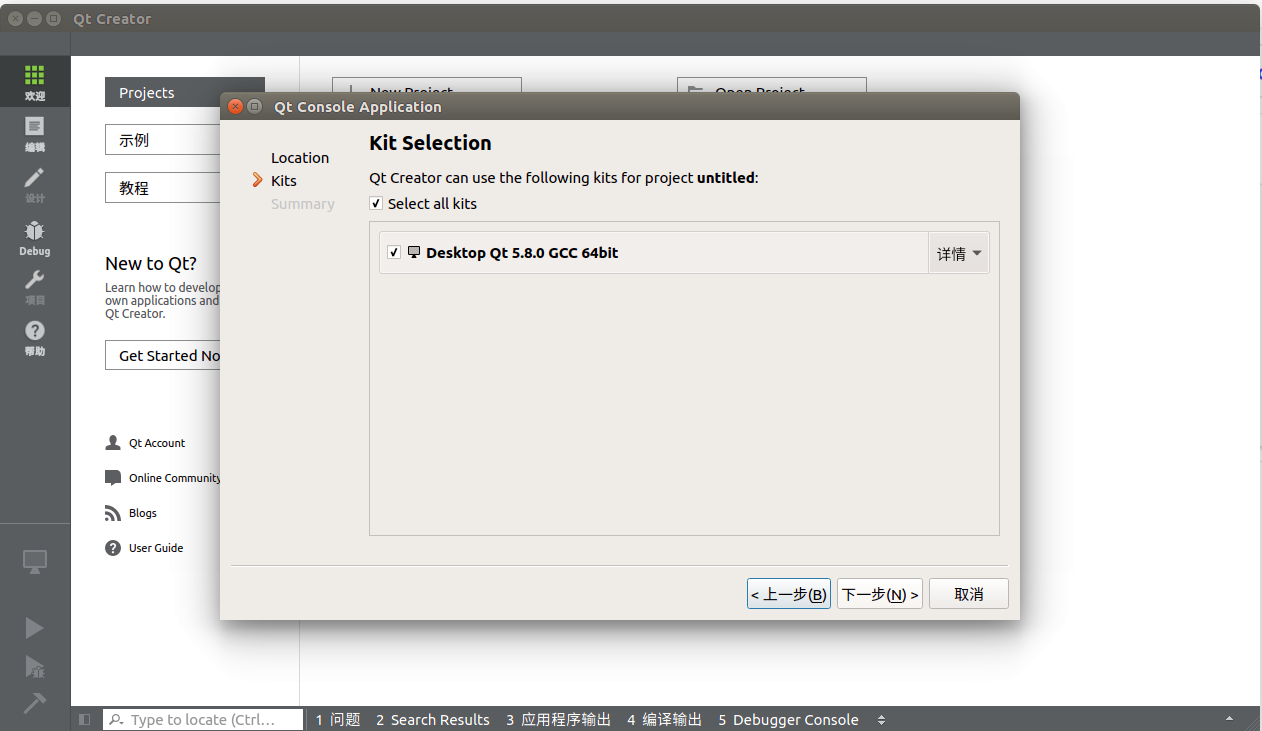 Qt Creator
欢迎
编辑
设计
Debug
项目
帮助
Projects
示例
教程
New to Qt?
Learn how to develop
own applications and
Qt Creator.
Get Started No
Qt Account
Online Community
Blogs
User Guide
New Project
Open Project
Qt Console Application
Location
Kits
Summary
Kit Selection
Qt Creator can use the following kits for project untitled:
Select all kits
Desktop Qt 5.8.0 GCC 64bit
详情
< 上一步(B)
下一步(N) >
取消
Type to locate (Ctrl...
1 问题 2 Search Results 3 应用程序输出 4 编译输出 5 Debugger Console